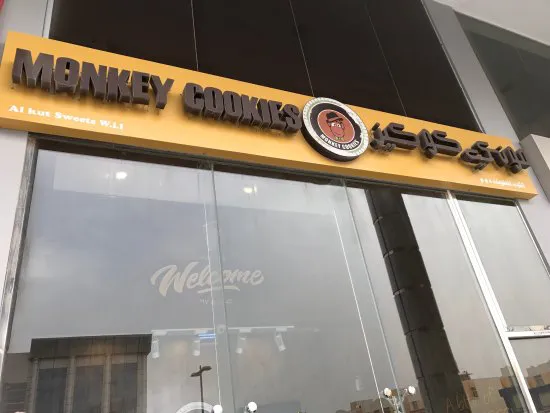 MONKEY COOKIES
مونكي كوكيز
Al kut Sweets W.L.L
MONKEY COOKIES
Welcome